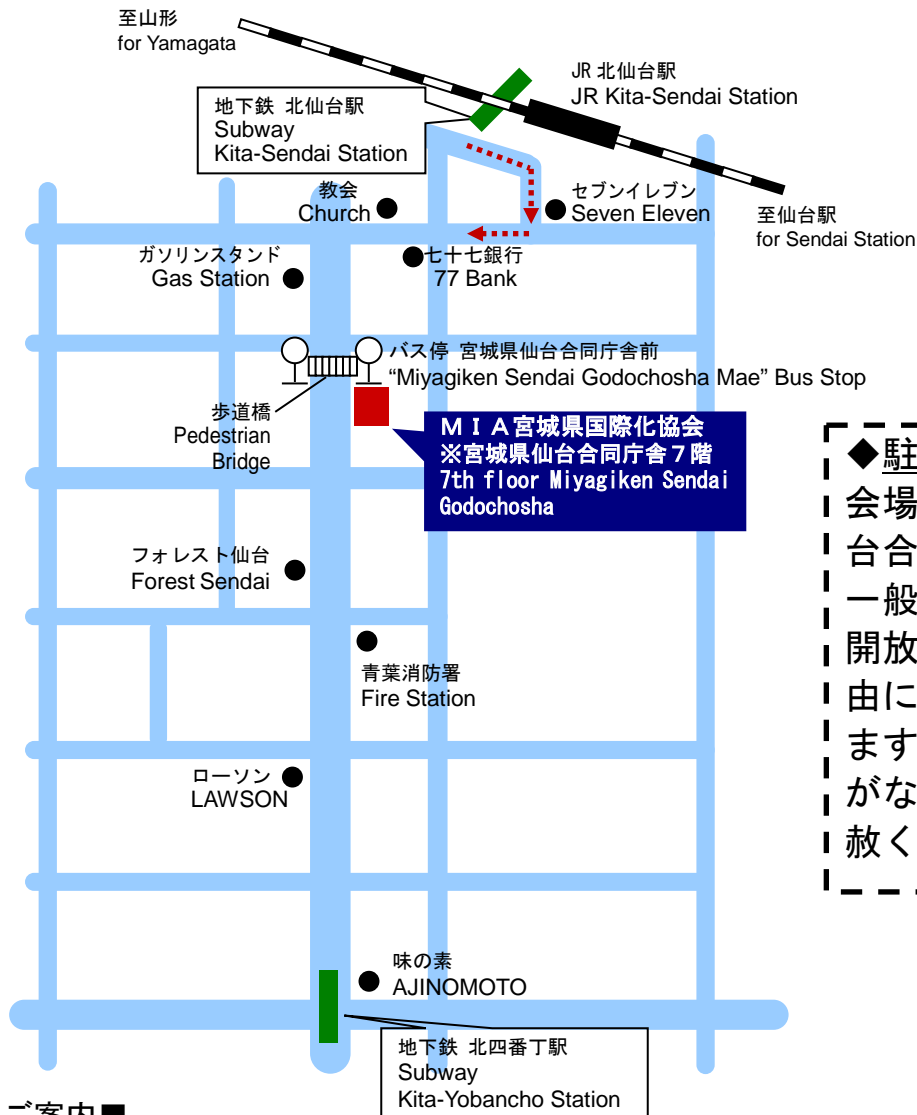 至山形
for Yamagata
JR 北仙台駅
JR Kita-Sendai Station
地下鉄 北仙台駅
Subway
Kita-Sendai Station
教会
Church
セブンイレブン
Seven Eleven
至仙台駅
for Sendai Station
ガソリンスタンド
Gas Station
七十七銀行
77 Bank
バス停 宮城県仙台合同庁舎前
“Miyagiken Sendai Godochosha Mae” Bus Stop
歩道橋
Pedestrian
Bridge
ＭＩＡ宮城県国際化協会
※宮城県仙台合同庁舎７階
7th floor Miyagiken Sendai
Godochosha
◆駐
会場
台合
一般
開放
由に
ます
がな
赦く
フォレスト仙台
Forest Sendai
青葉消防署
Fire Station
ローソン
LAWSON
味の素
AJINOMOTO
地下鉄 北四番丁駅
Subway
Kita-Yobancho Station
ご案内■